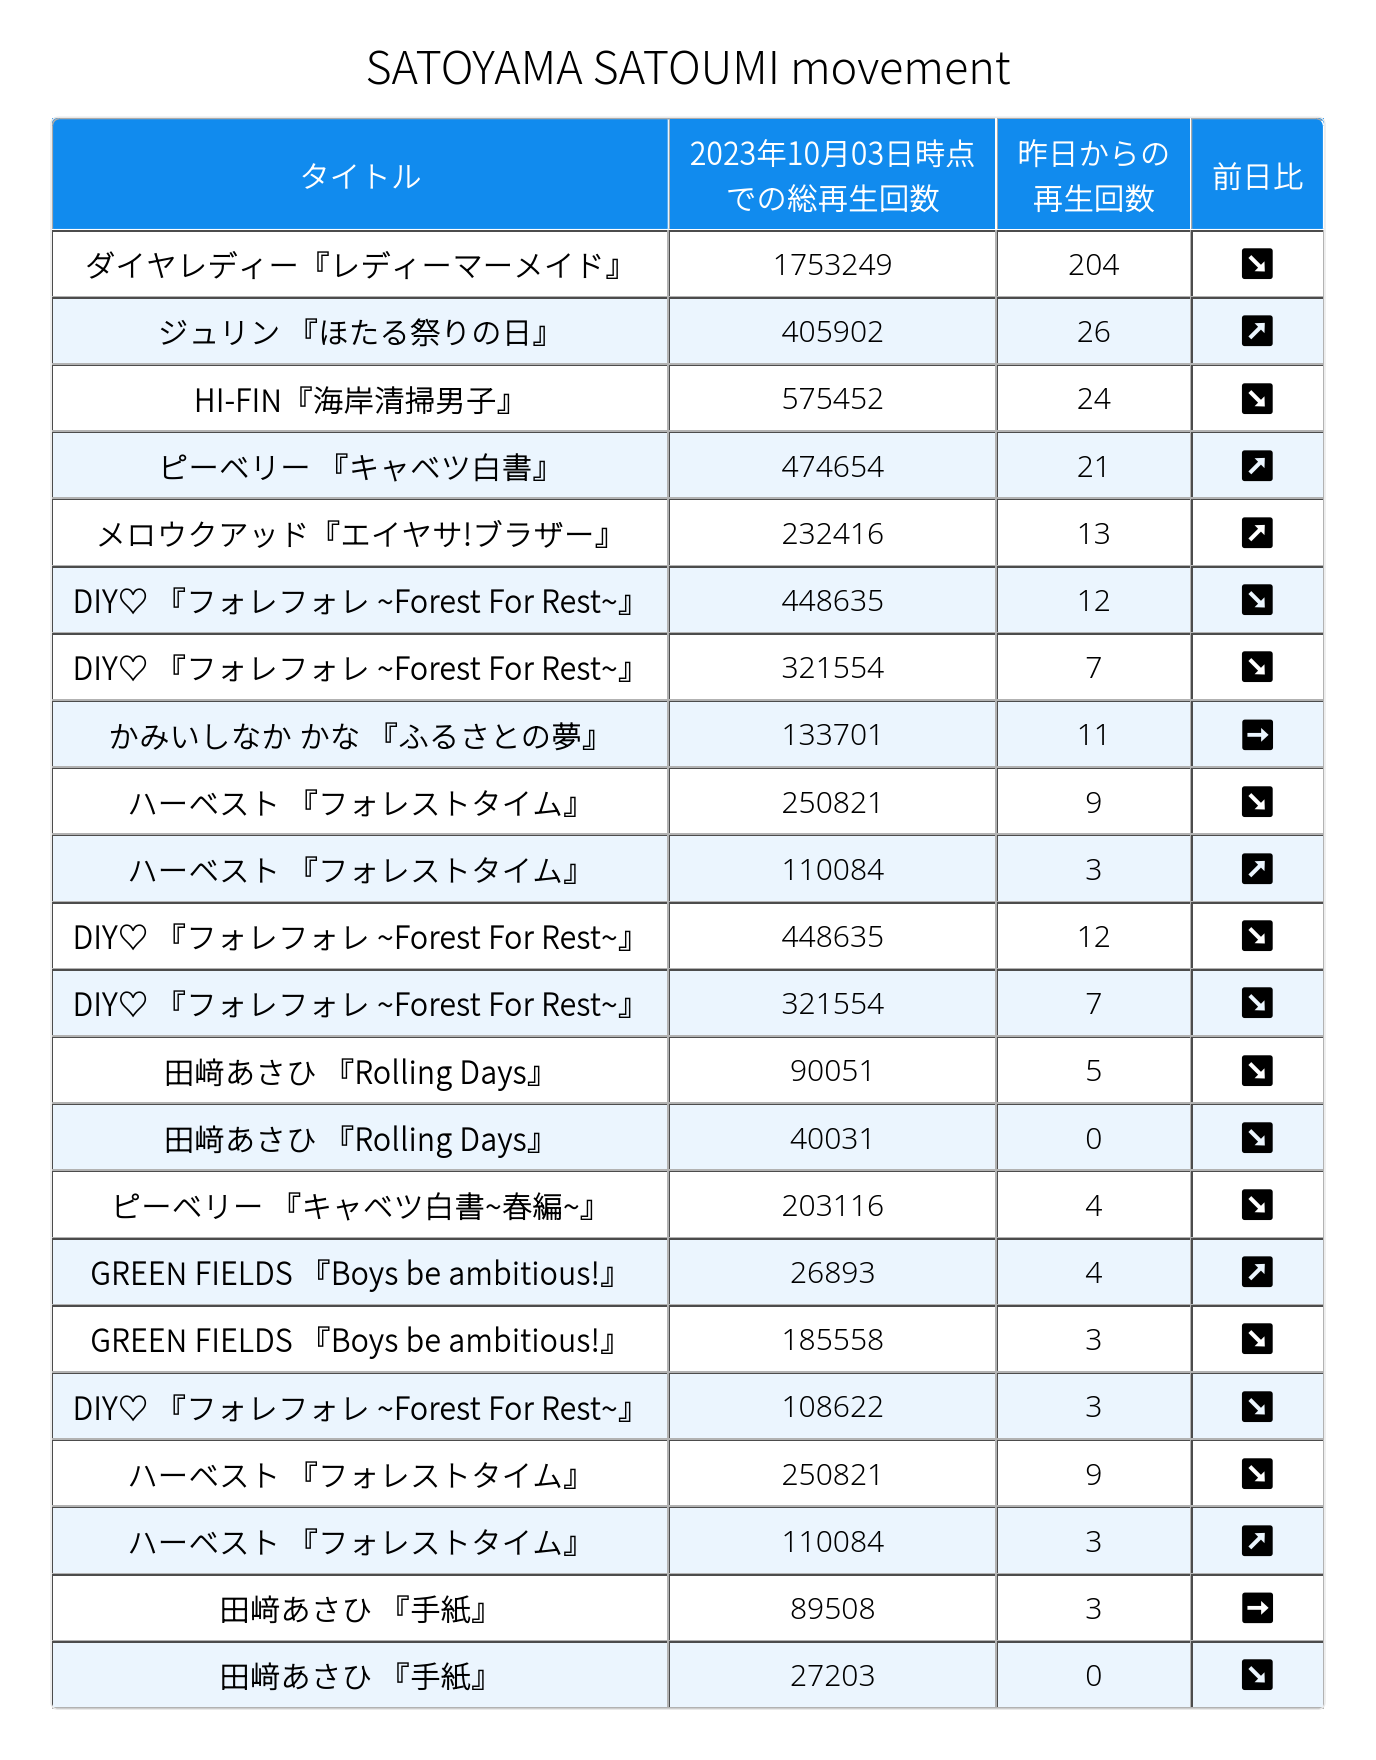 SATOYAMA SATOUMI movement
タイトル 2023年10月03日時点での総再生回数 昨日からの再生回数 前日比
ダイヤレディー『レディーマーメイド』 1753249 204 ↘
ジュリン 『ほたる祭りの日』 405902 26 ↗
HI-FIN『海岸清掃男子』 575452 24 ↘
ピーベリー 『キャベツ白書』 474654 21 ↗
メロウクアッド『エイヤサ!ブラザー』 232416 13 ↗
DIY♡ 『フォレフォレ ~Forest For Rest~』 448635 12 ↘
DIY♡ 『フォレフォレ ~Forest For Rest~』 321554 7 ↘
かみいしなか かな 『ふるさとの夢』 133701 11 →
ハーベスト 『フォレストタイム』 250821 9 ↘
ハーベスト 『フォレストタイム』 110084 3 ↗
DIY♡ 『フォレフォレ ~Forest For Rest~』 448635 12 ↘
DIY♡ 『フォレフォレ ~Forest For Rest~』 321554 7 ↘
田﨑あさひ 『Rolling Days』 90051 5 ↘
田﨑あさひ 『Rolling Days』 40031 0 ↘
ピーベリー 『キャベツ白書~春編~』 203116 4 ↘
GREEN FIELDS 『Boys be ambitious!』 26893 4 ↗
GREEN FIELDS 『Boys be ambitious!』 185558 3 ↘
DIY♡ 『フォレフォレ ~Forest For Rest~』 108622 3 ↘
ハーベスト 『フォレストタイム』 250821 9 ↘
ハーベスト 『フォレストタイム』 110084 3 ↗
田﨑あさひ 『手紙』 89508 3 →
田﨑あさひ 『手紙』 27203 0 ↘